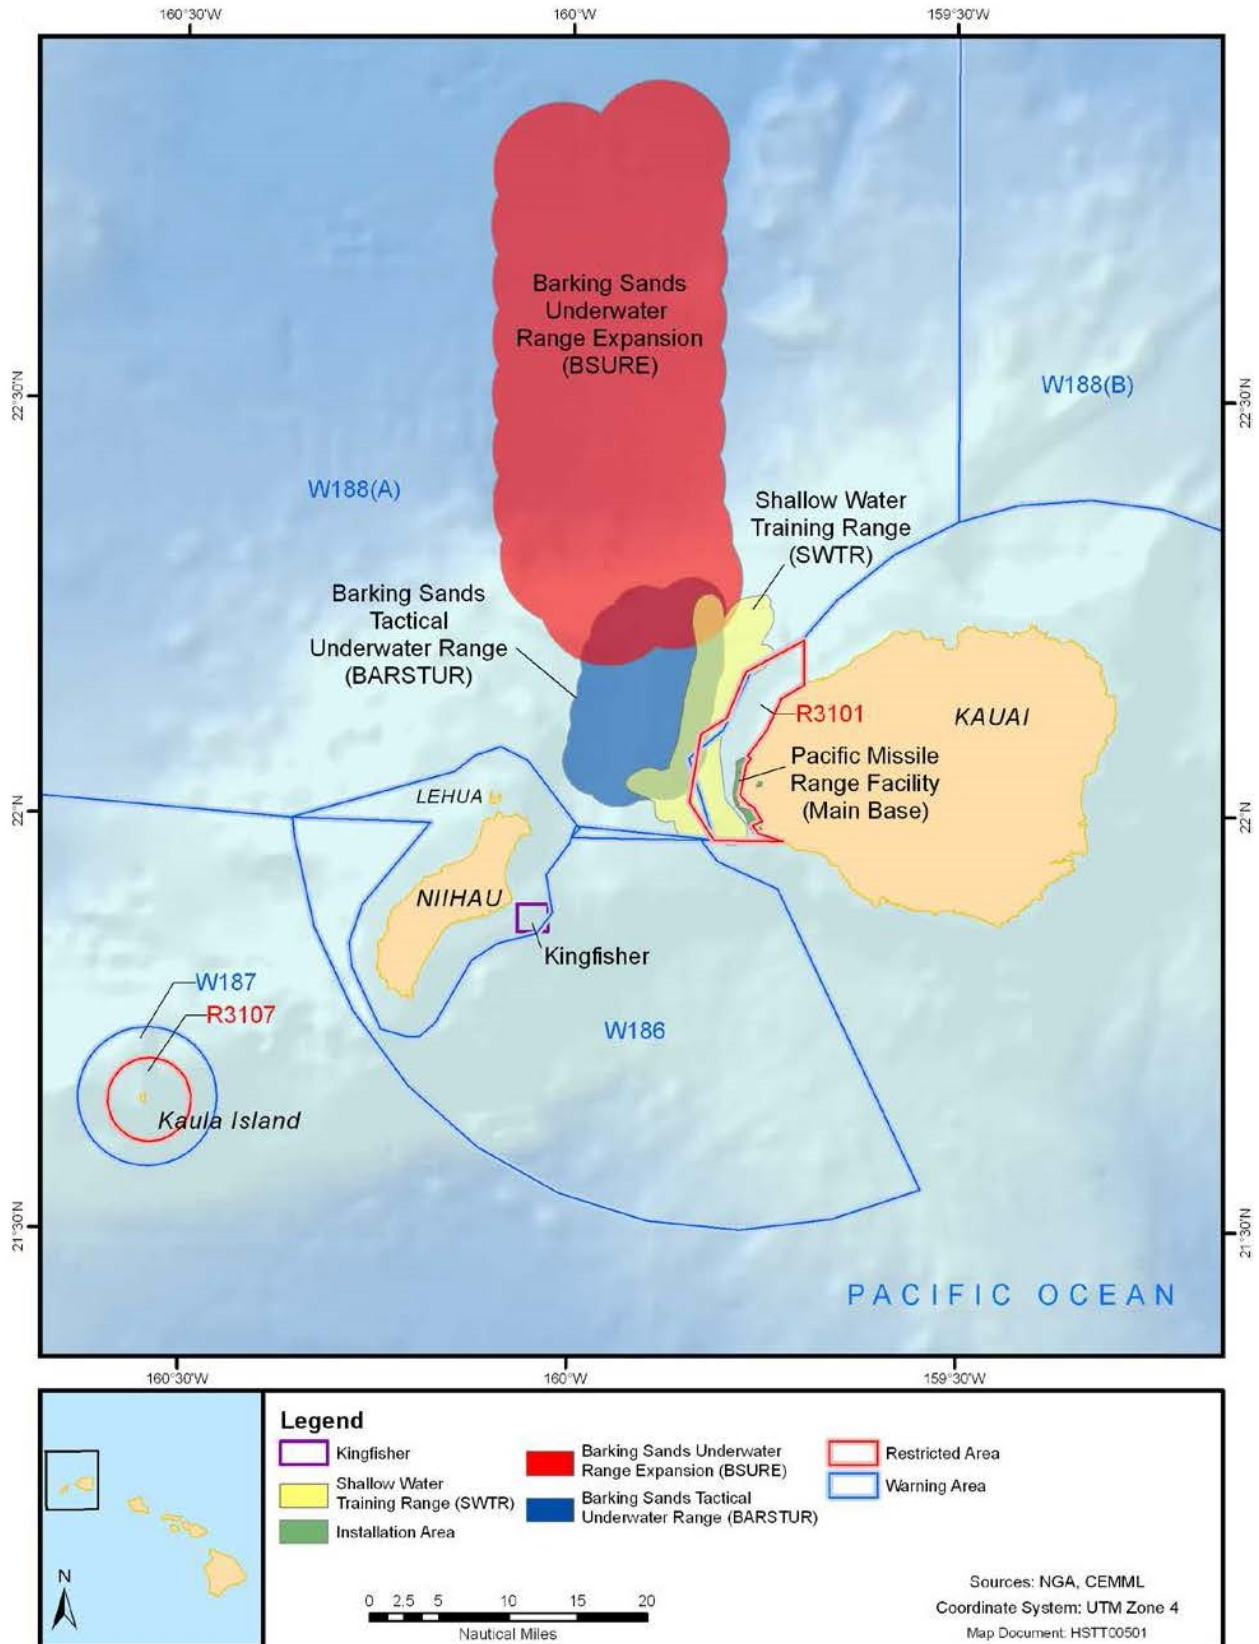 160°30'W
160°W
159°30'W
Barking Sands
Underwater
Range Expansion
(BSURE)
22°30'N
W188(B)
22°30'N
W188(A)
Shallow Water
Training Range
(SWTR)
Barking Sands
Tactical
Underwater Range
(BARSTUR)
R3101
KAUAI
Pacific Missile
Range Facility
(Main Base)
LEHUA
22°N
22°N
NIIHAU
Kingfisher
W187
R3107
W186
Kaula Island
21°30'N
21°30'N
PACIFIC OCEAN
160°30'W
160°W
159°30'W
Legend
Kingfisher
Shallow Water
Training Range (SWTR)
Installation Area
Barking Sands Underwater
Range Expansion (BSURE)
Barking Sands Tactical
Underwater Range (BARSTUR)
Restricted Area
Warning Area
N
0 2.5 5 10 15 20
Nautical Miles
Sources: NGA, CEMML
Coordinate System: UTM Zone 4
Map Document: HSTT00501